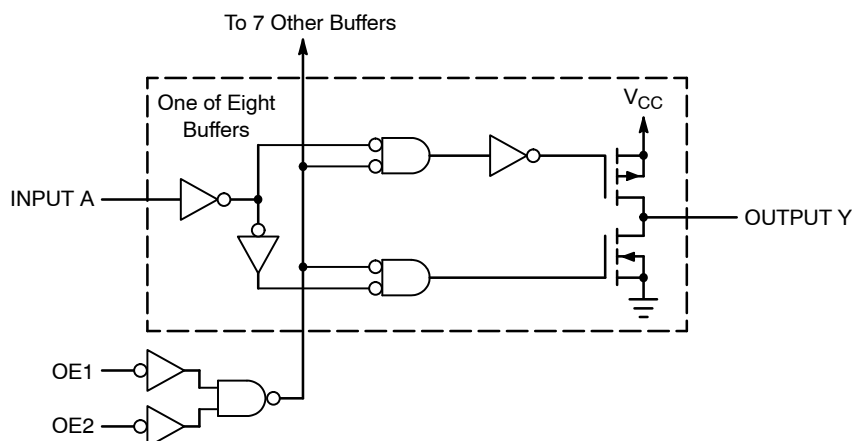 To 7 Other Buffers
One of Eight
Buffers
VCC
INPUT A
OUTPUT Y
OE1
OE2